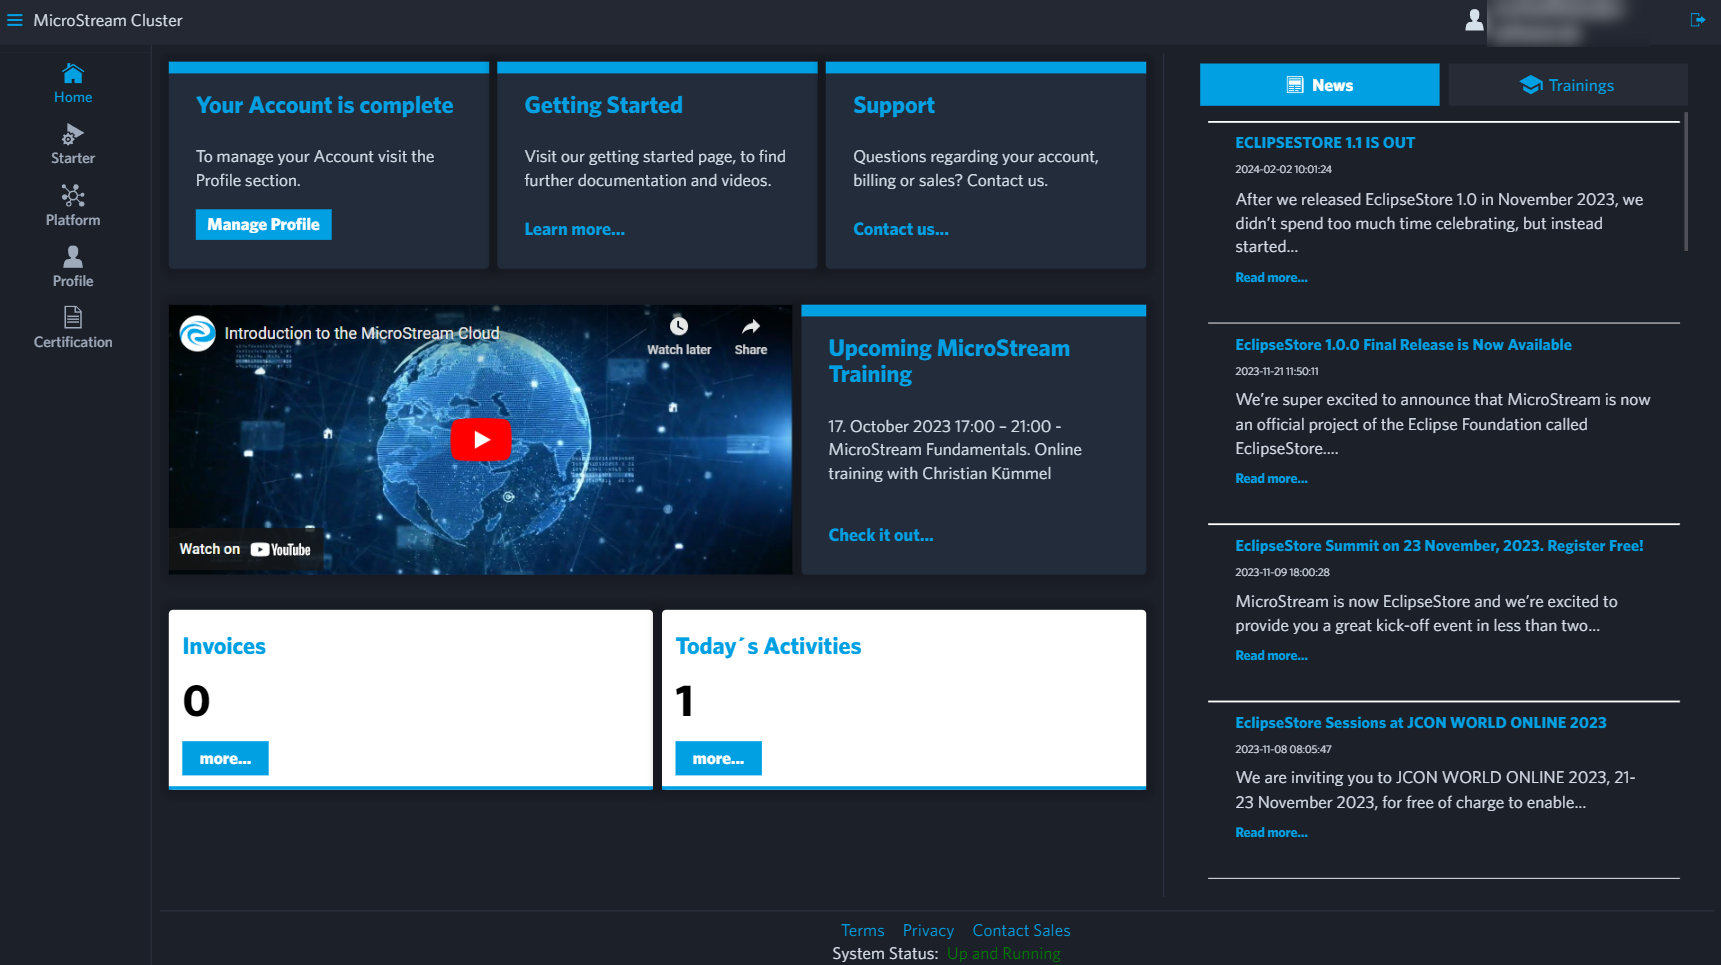 MicroStream Cluster
Home
Starter
Platform
Profile
Certification
Your Account is complete
To manage your Account visit the
Profile section.
Manage Profile
Getting Started
Visit our getting started page, to find
further documentation and videos.
Learn more...
Support
Questions regarding your account,
billing or sales? Contact us.
Contact us...
Introduction to the MicroStream Cloud
Watch later
Share
Watch on YouTube
Upcoming MicroStream
Training
17. October 2023 17:00 – 21:00 -
MicroStream Fundamentals. Online
training with Christian Kümmel
Check it out...
Invoices
0
more...
Today´s Activities
1
more...
News
Trainings
ECLIPSESTORE 1.1 IS OUT
2024-02-02 10:01:24
After we released EclipseStore 1.0 in November 2023, we
didn’t spend too much time celebrating, but instead
started...
Read more...
EclipseStore 1.0.0 Final Release is Now Available
2023-11-21 11:50:11
We’re super excited to announce that MicroStream is now
an official project of the Eclipse Foundation called
EclipseStore....
Read more...
EclipseStore Summit on 23 November, 2023. Register Free!
2023-11-09 18:00:28
MicroStream is now EclipseStore and we’re excited to
provide you a great kick-off event in less than two...
Read more...
EclipseStore Sessions at JCON WORLD ONLINE 2023
2023-11-08 08:05:47
We are inviting you to JCON WORLD ONLINE 2023, 21-
23 November 2023, for free of charge to enable...
Read more...
Terms Privacy Contact Sales
System Status: Up and Running